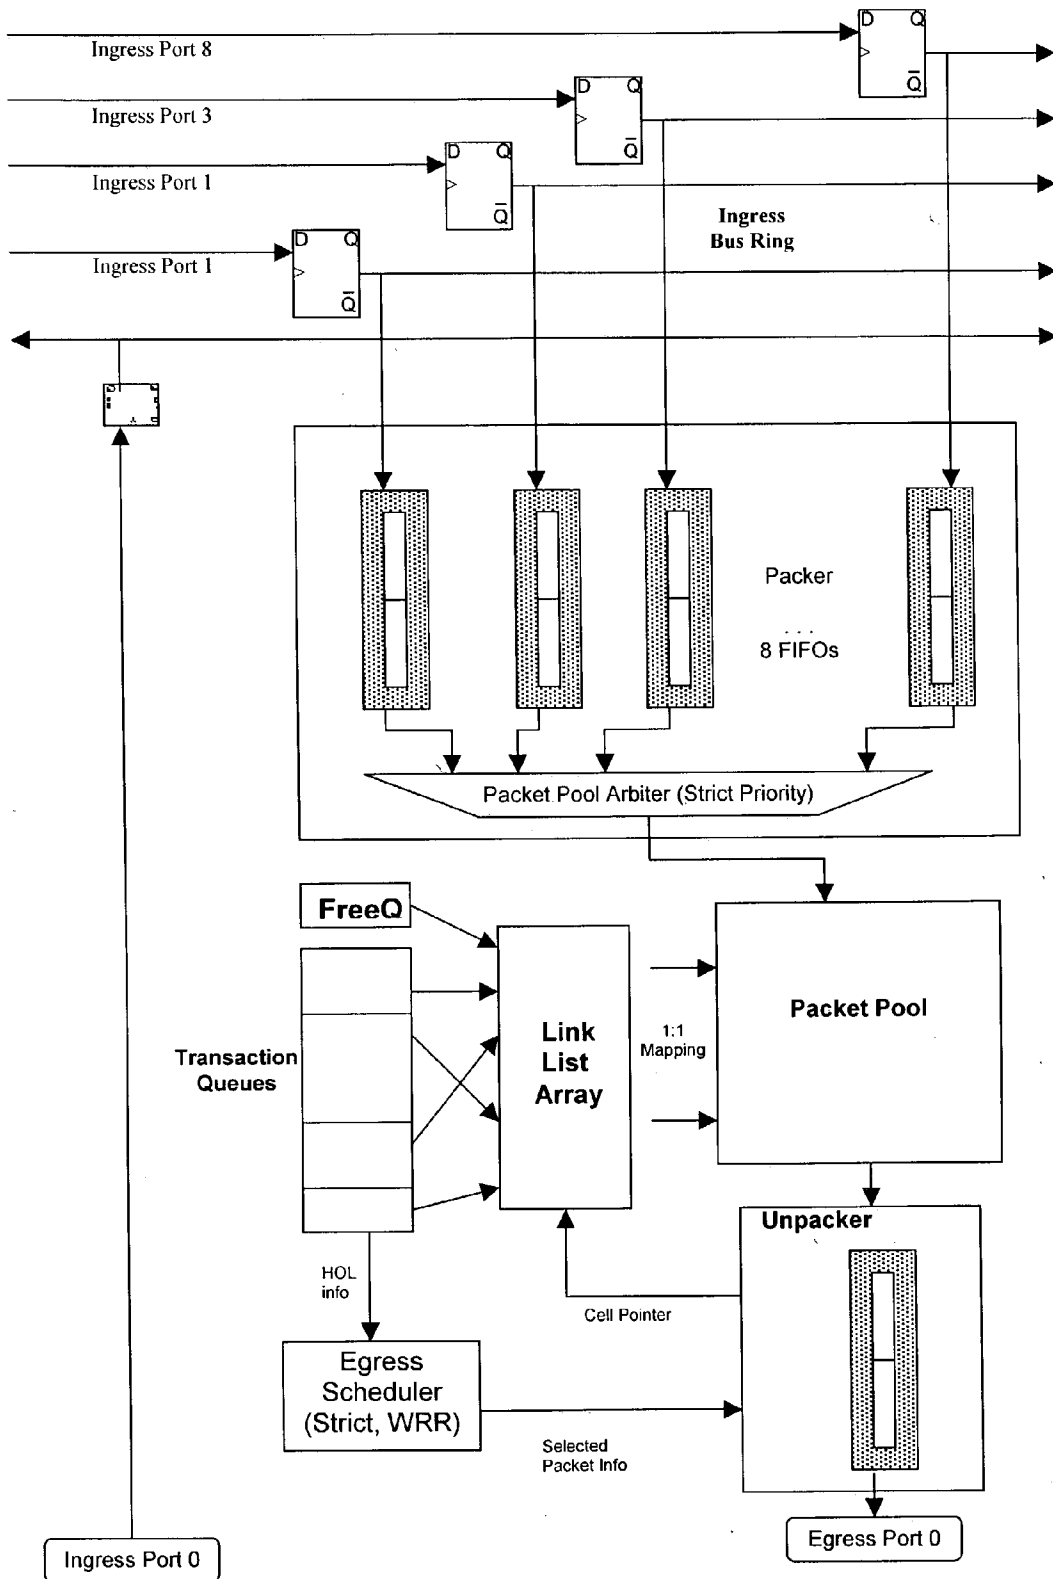 D Q
Ingress Port 8
Q̅
D Q
Ingress Port 3
Q̅
D Q
Ingress Port 1
Q̅
Ingress
Bus Ring
D Q
Ingress Port 1
Q̅
Packer
. . .
8 FIFOs
Packet Pool Arbiter (Strict Priority)
FreeQ
Transaction
Queues
Link
List
Array
1:1
Mapping
Packet Pool
Unpacker
HOL
info
Cell Pointer
Egress
Scheduler
(Strict, WRR)
Selected
Packet Info
Egress Port 0
Ingress Port 0